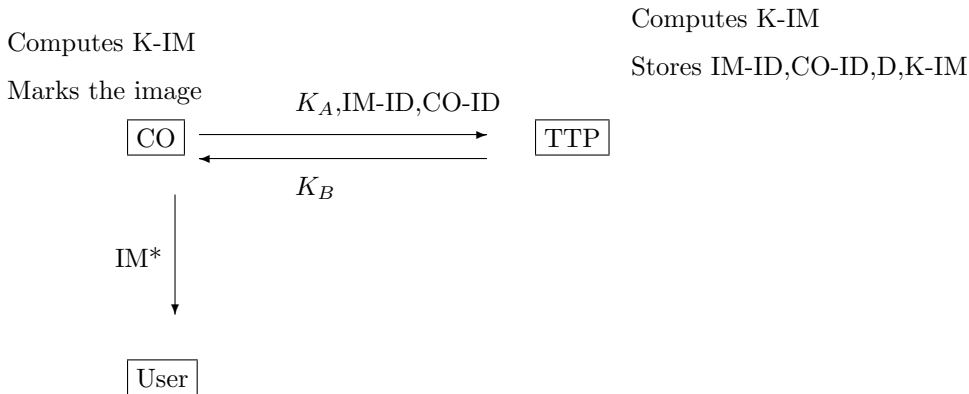 Computes K-IM
Stores IM-ID,CO-ID,D,K-IM
Computes K-IM
Marks the image
K_A,IM-ID,CO-ID
CO
TTP
K_B
IM*
User